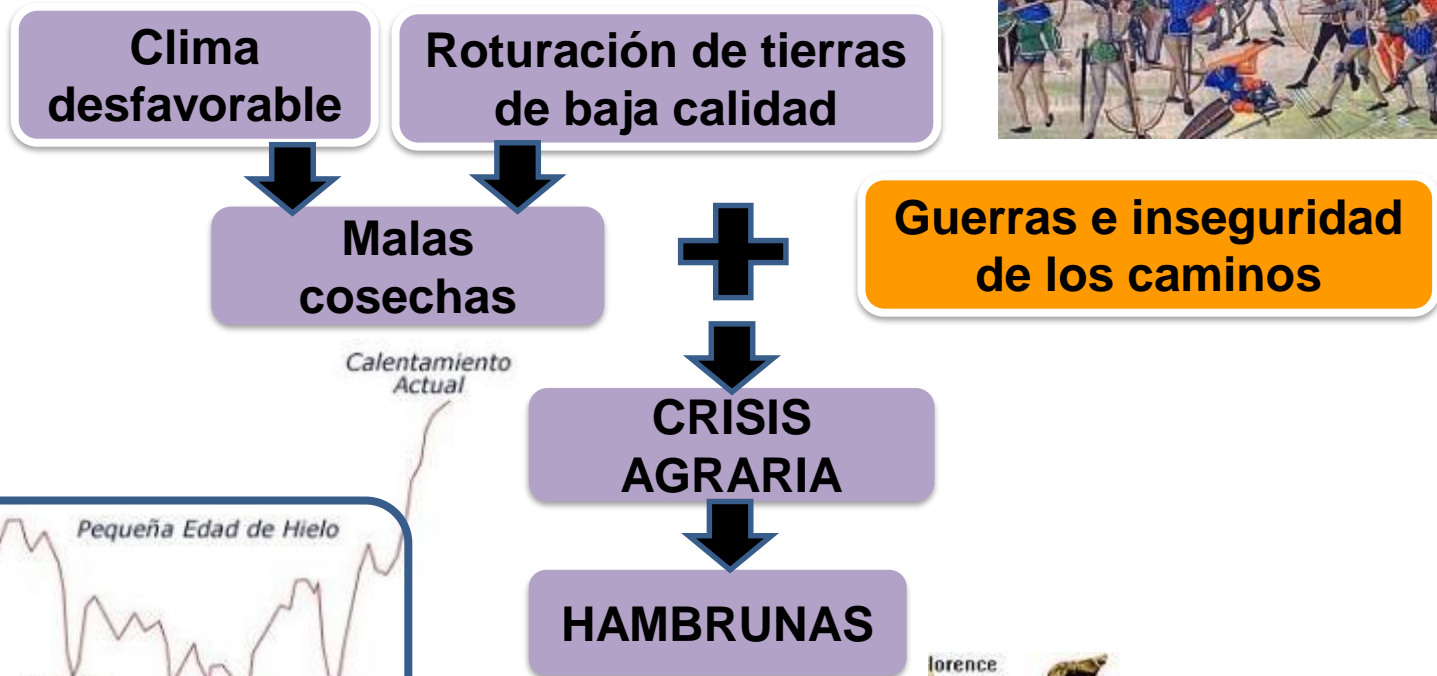 Clima
desfavorable
Roturación de tierras
de baja calidad
Malas
cosechas
Guerras e inseguridad
de los caminos
Calentamiento
Actual
CRISIS
AGRARIA
Pequeña Edad de Hielo
HAMBRUNAS
lorence